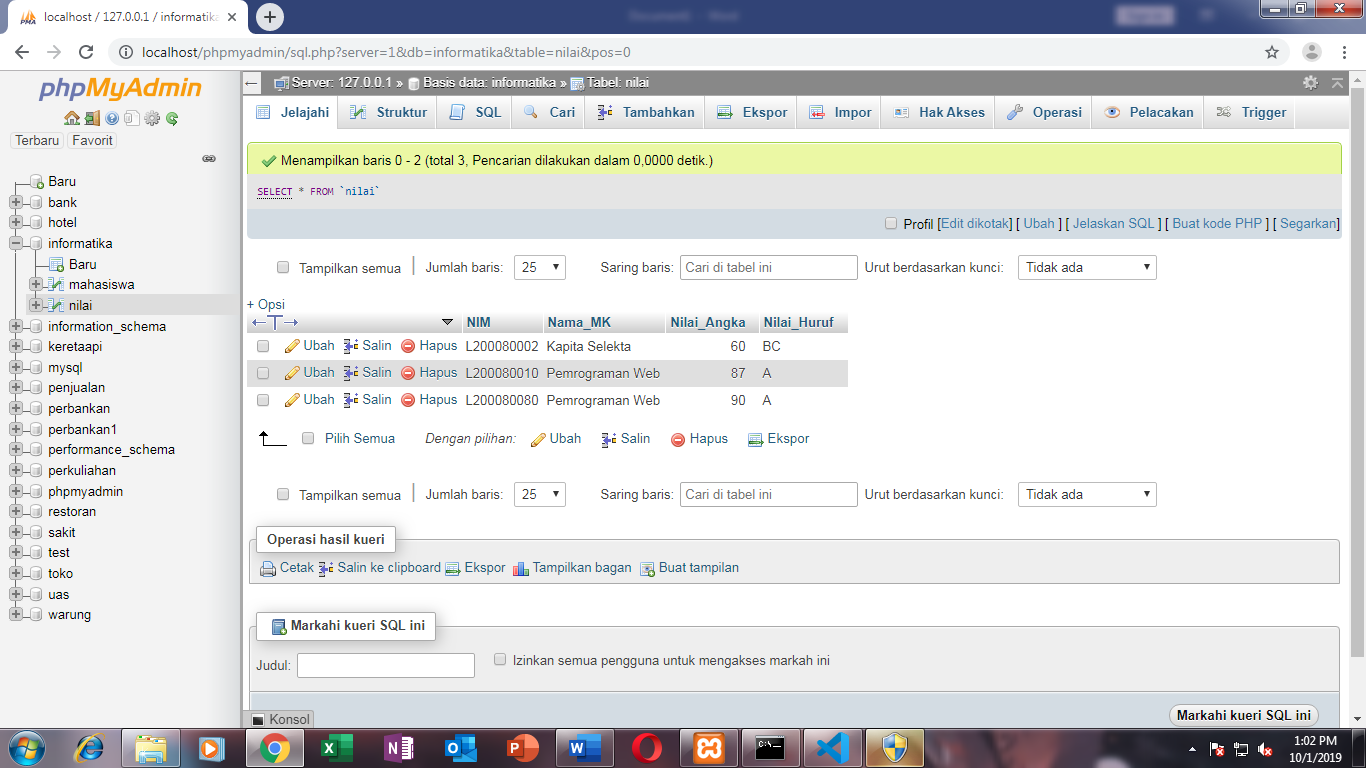 localhost / 127.0.0.1 / informatika
localhost/phpmyadmin/sql.php?server=1&db=informatika&table=nilai&pos=0
phpMyAdmin
Terbaru Favorit
Baru
bank
hotel
informatika
Baru
mahasiswa
nilai
information_schema
keretaapi
mysql
penjualan
perbankan
perbankan1
performance_schema
perkuliahan
phpmyadmin
restoran
sakit
test
toko
uas
warung
Server: 127.0.0.1 » Basis data: informatika » Tabel: nilai
Jelajahi Struktur SQL Cari Tambahkan Ekspor Impor Hak Akses Operasi Pelacakan Trigger
Menampilkan baris 0 - 2 (total 3, Pencarian dilakukan dalam 0,0000 detik.)
SELECT * FROM `nilai`
Profil [Edit dikotak] [ Ubah ] [ Jelaskan SQL ] [ Buat kode PHP ] [ Segarkan]
Tampilkan semua Jumlah baris: 25 Saring baris: Cari di tabel ini Urut berdasarkan kunci: Tidak ada
+ Opsi
←T→ NIM Nama_MK Nilai_Angka Nilai_Huruf
Ubah Salin Hapus L200080002 Kapita Selekta 60 BC
Ubah Salin Hapus L200080010 Pemrograman Web 87 A
Ubah Salin Hapus L200080080 Pemrograman Web 90 A
Pilih Semua Dengan pilihan: Ubah Salin Hapus Ekspor
Tampilkan semua Jumlah baris: 25 Saring baris: Cari di tabel ini Urut berdasarkan kunci: Tidak ada
Operasi hasil kueri
Cetak Salin ke clipboard Ekspor Tampilkan bagan Buat tampilan
Markahi kueri SQL ini
Judul: Izinkan semua pengguna untuk mengakses markah ini
Konsol
Markahi kueri SQL ini
1:02 PM
10/1/2019